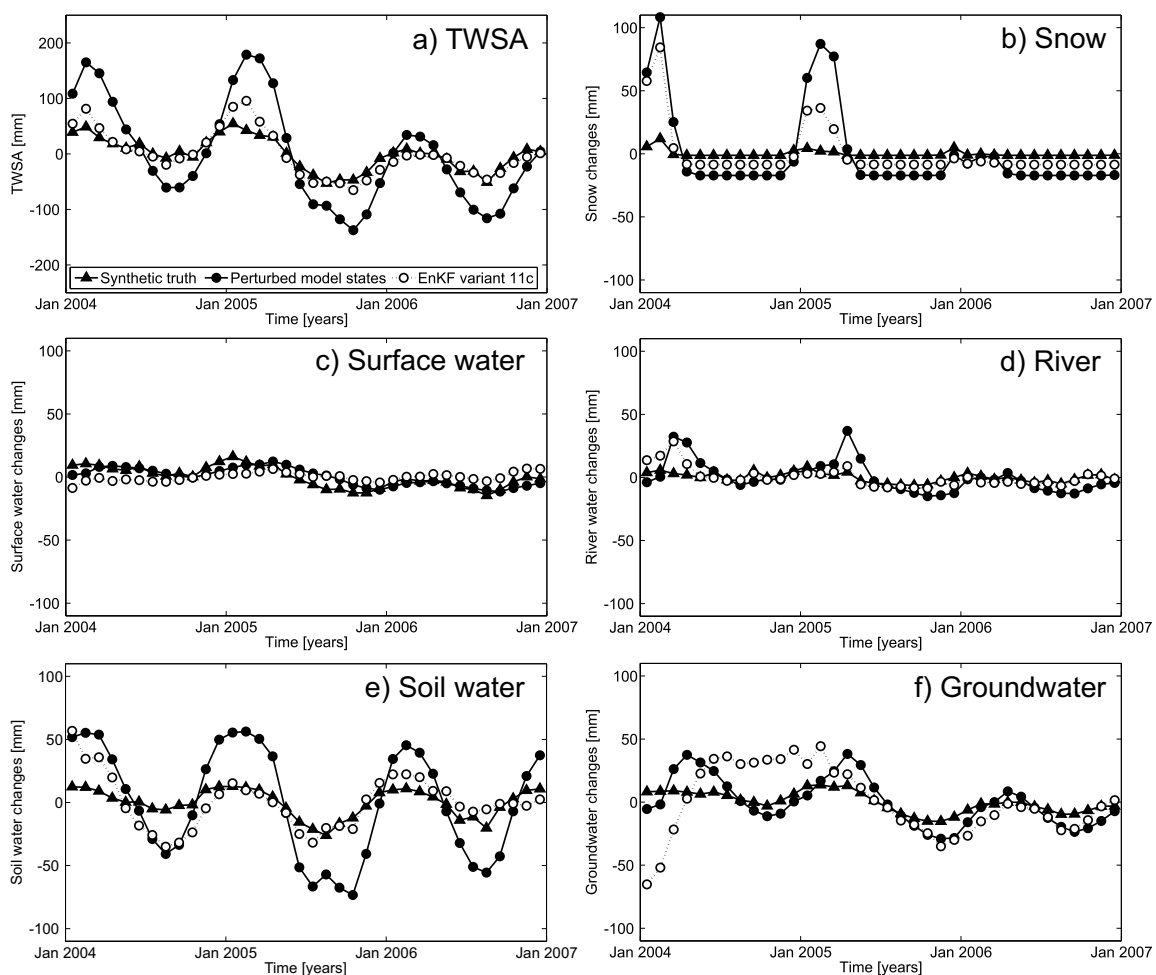 a) TWSA
TWSA [mm]
200
100
0
-100
-200
Synthetic truth
Perturbed model states
EnKF variant 11c
Jan 2004
Jan 2005
Jan 2006
Jan 2007
Time [years]
b) Snow
Snow changes [mm]
100
50
0
-50
-100
Jan 2004
Jan 2005
Jan 2006
Jan 2007
Time [years]
c) Surface water
Surface water changes [mm]
100
50
0
-50
-100
Jan 2004
Jan 2005
Jan 2006
Jan 2007
Time [years]
d) River
River water changes [mm]
100
50
0
-50
-100
Jan 2004
Jan 2005
Jan 2006
Jan 2007
Time [years]
e) Soil water
Soil water changes [mm]
100
50
0
-50
-100
Jan 2004
Jan 2005
Jan 2006
Jan 2007
Time [years]
f) Groundwater
Groundwater changes [mm]
100
50
0
-50
-100
Jan 2004
Jan 2005
Jan 2006
Jan 2007
Time [years]